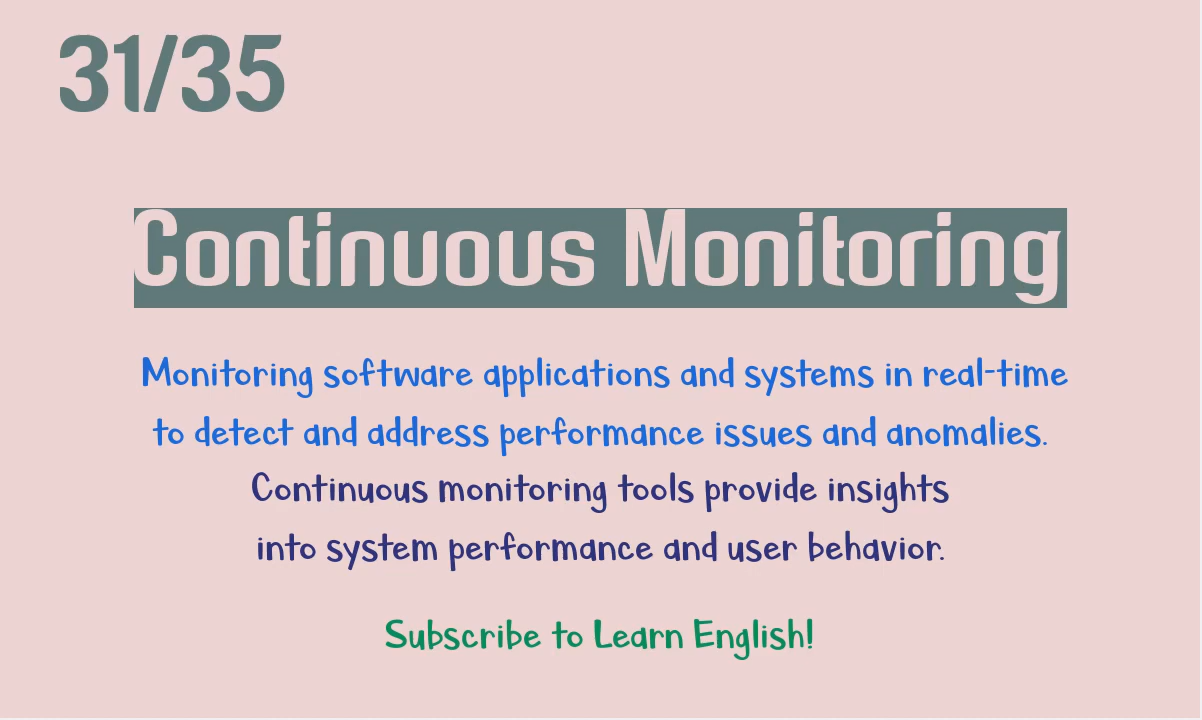 31/35
Continuous Monitoring
Monitoring software applications and systems in real-time
to detect and address performance issues and anomalies.
Continuous monitoring tools provide insights
into system performance and user behavior.
Subscribe to Learn English!